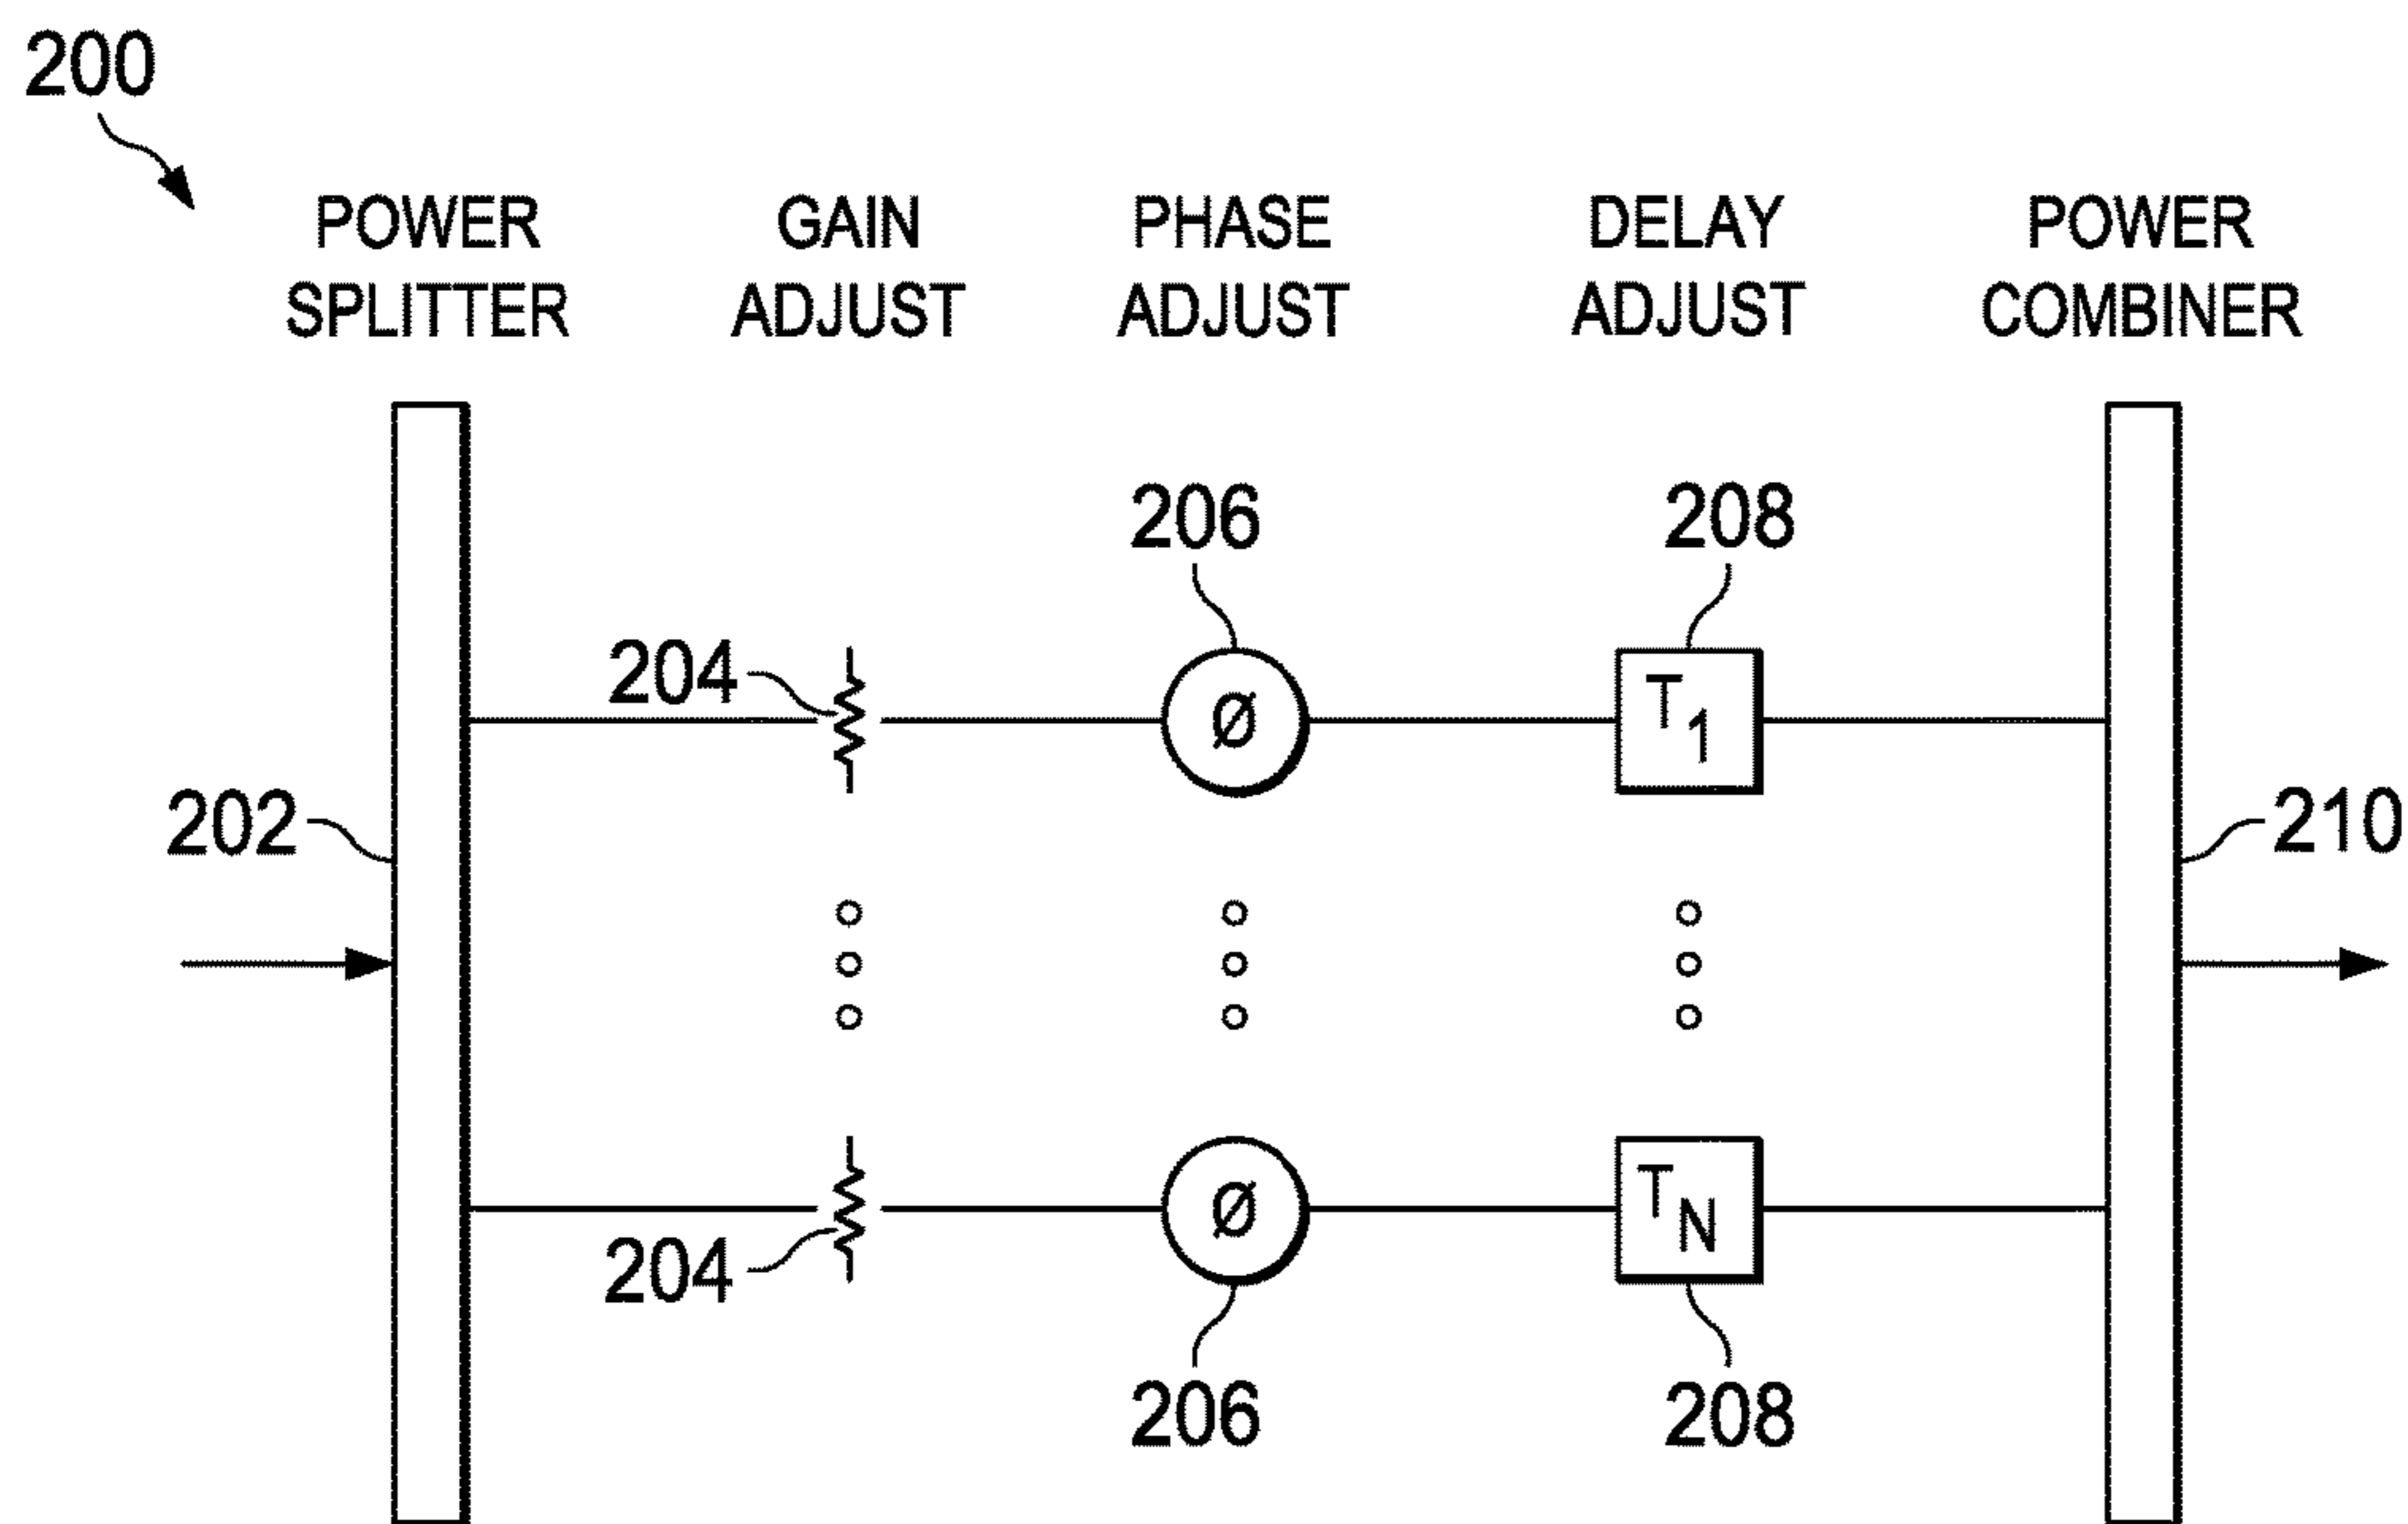 200
POWER SPLITTER
GAIN ADJUST
PHASE ADJUST
DELAY ADJUST
POWER COMBINER
206
208
204
Ø
T1
202
210
204
Ø
TN
206
208